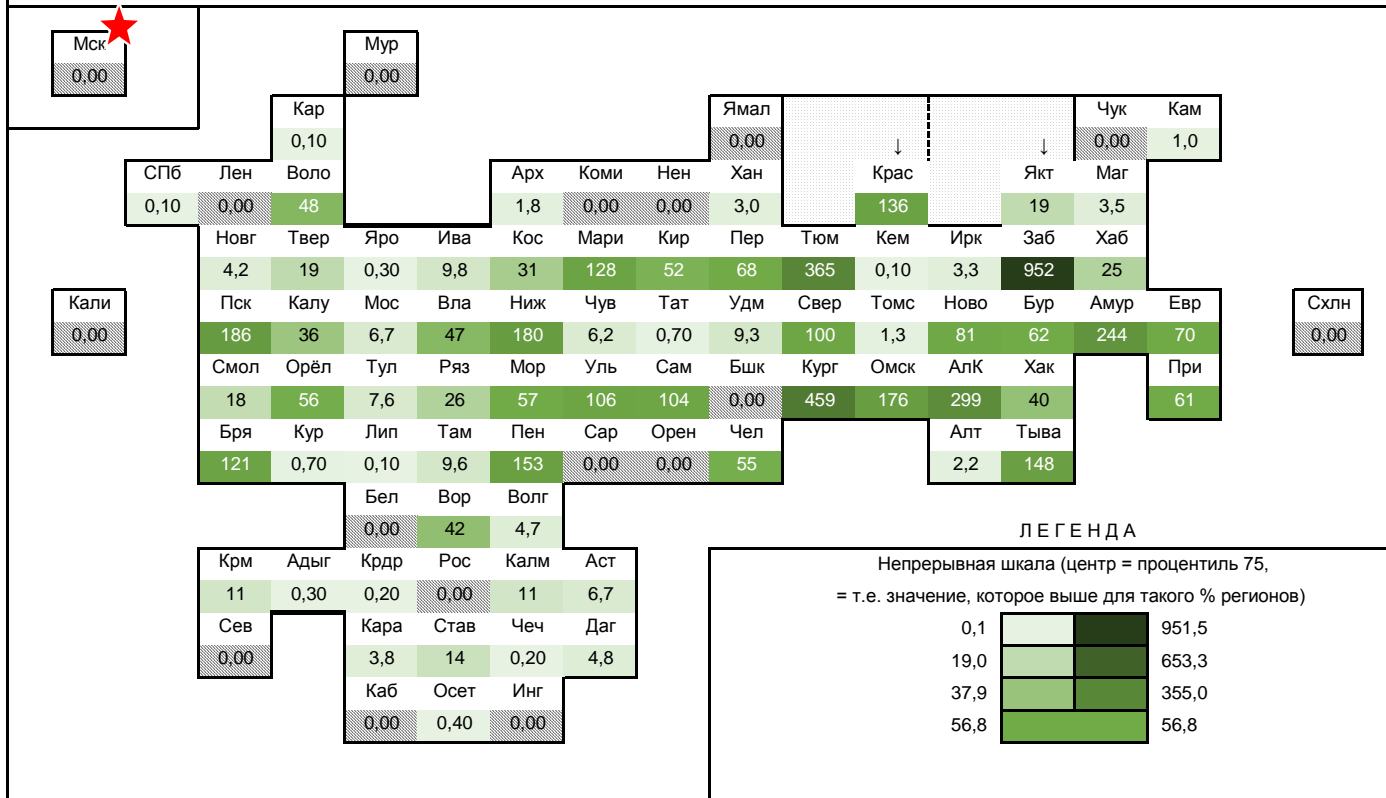 Мск Мур
0,00 0,00
Кар Ямал Чук Кам
0,10 0,00 ↓ ↓ 0,00 1,0
СПб Лен Воло Арх Коми Нен Хан Крас Якт Маг
0,10 0,00 48 1,8 0,00 0,00 3,0 136 19 3,5
Новг Твер Яро Ива Кос Мари Кир Пер Тюм Кем Ирк Заб Хаб
4,2 19 0,30 9,8 31 128 52 68 365 0,10 3,3 952 25
Кали Пск Калу Мос Вла Ниж Чув Тат Удм Свер Томс Ново Бур Амур Евр Схлн
0,00 186 36 6,7 47 180 6,2 0,70 9,3 100 1,3 81 62 244 70 0,00
Смол Орёл Тул Ряз Мор Уль Сам Бшк Кург Омск АлК Хак При
18 56 7,6 26 57 106 104 0,00 459 176 299 40 61
Бря Кур Лип Там Пен Сар Орен Чел Алт Тыва
121 0,70 0,10 9,6 153 0,00 0,00 55 2,2 148
Бел Вор Волг
0,00 42 4,7
Крм Адыг Крдр Рос Калм Аст
11 0,30 0,20 0,00 11 6,7
Сев Кара Став Чеч Даг
0,00 3,8 14 0,20 4,8
Каб Осет Инг
0,00 0,40 0,00
Л Е Г Е Н Д А
Непрерывная шкала (центр = процентиль 75,
= т.е. значение, которое выше для такого % регионов)
0,1 951,5
19,0 653,3
37,9 355,0
56,8 56,8